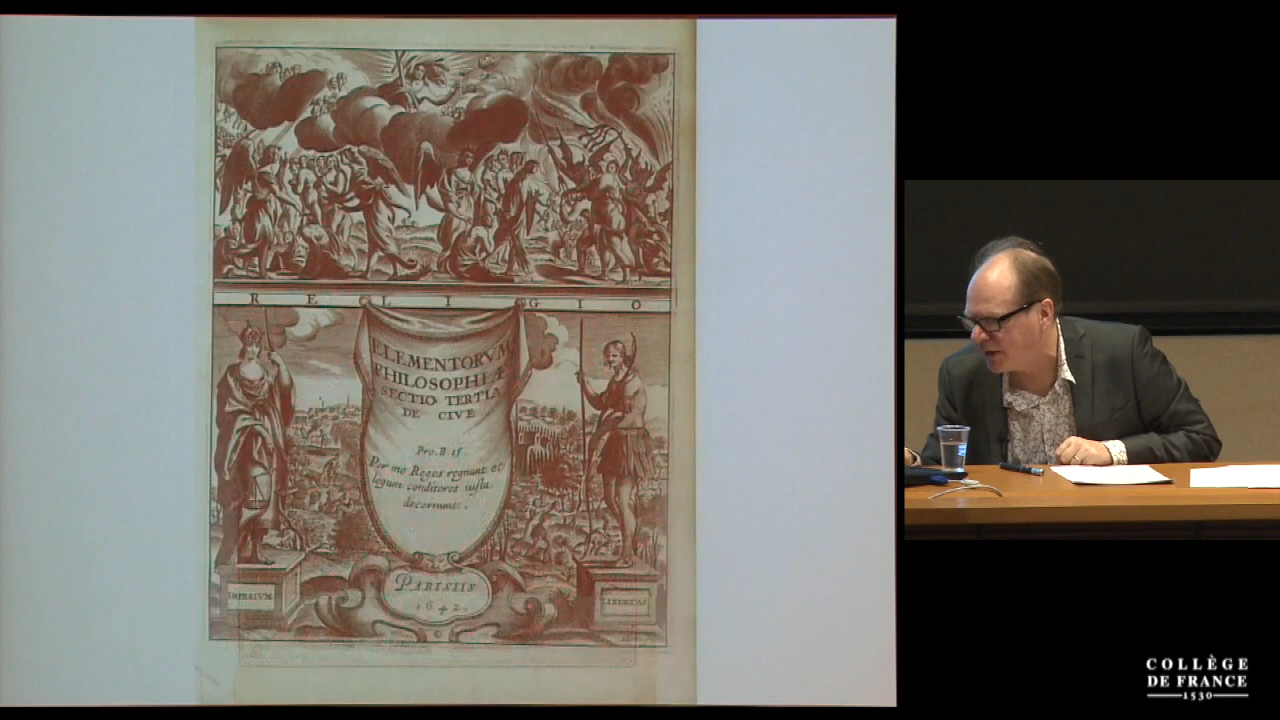 RELIGIO
ELEMENTORVM
PHILOSOPHIÆ
SECTIO TERTIA
DE CIVE
Pro. 8. 15.
Per me Reges regnunt et
legum conditores iusta
decernunt.
IMPERIVM
LIBERTAS
PARISIIS
1642
COLLÈGE
DE FRANCE
1530